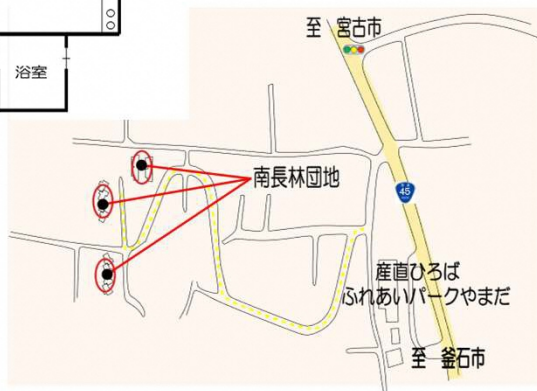 浴室
至 宮古市
南長林団地
45
産直ひろば
ふれあいパークやまだ
至 釜石市